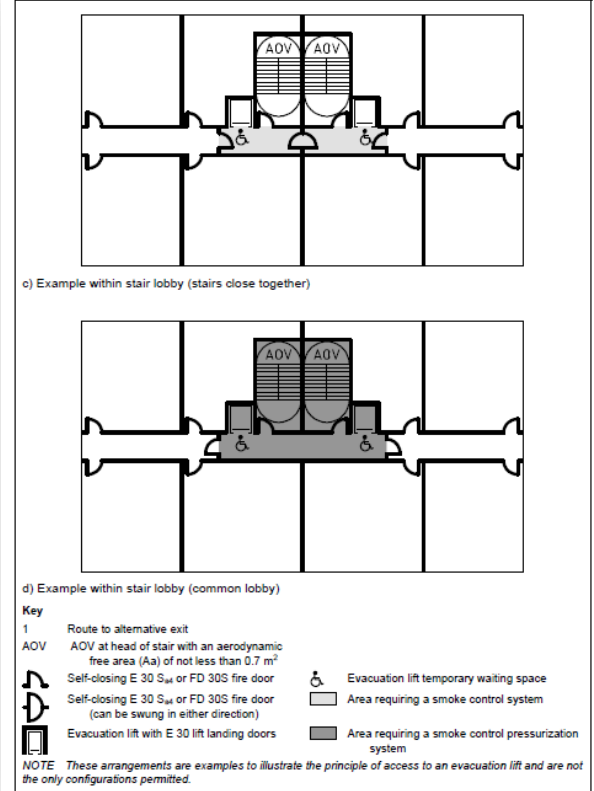 AOV AOV
c) Example within stair lobby (stairs close together)
AOV AOV
d) Example within stair lobby (common lobby)
Key
1 Route to alternative exit
AOV AOV at head of stair with an aerodynamic
free area (Aa) of not less than 0.7 m²
Self-closing E 30 Sa4 or FD 30S fire door
Self-closing E 30 Sa4 or FD 30S fire door
(can be swung in either direction)
Evacuation lift with E 30 lift landing doors
Evacuation lift temporary waiting space
Area requiring a smoke control system
Area requiring a smoke control pressurization
system
NOTE These arrangements are examples to illustrate the principle of access to an evacuation lift and are not
the only configurations permitted.